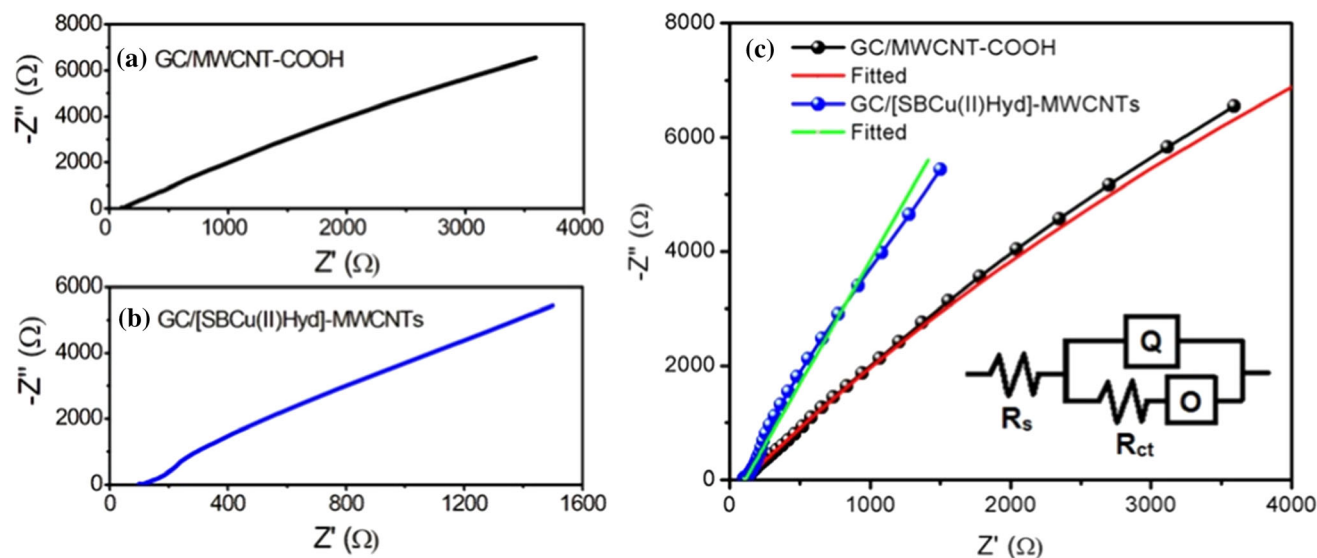 8000
6000
4000
2000
0
(a) GC/MWCNT-COOH
-Z" (Ω)
0
1000
2000
3000
4000
Z' (Ω)
6000
4000
2000
0
(b) GC/[SBCu(II)Hyd]-MWCNTs
-Z" (Ω)
0
400
800
1200
1600
Z' (Ω)
8000
6000
4000
2000
0
(c)
GC/MWCNT-COOH
Fitted
GC/[SBCu(II)Hyd]-MWCNTs
Fitted
-Z" (Ω)
Q
O
Rs
Rct
0
1000
2000
3000
4000
Z' (Ω)